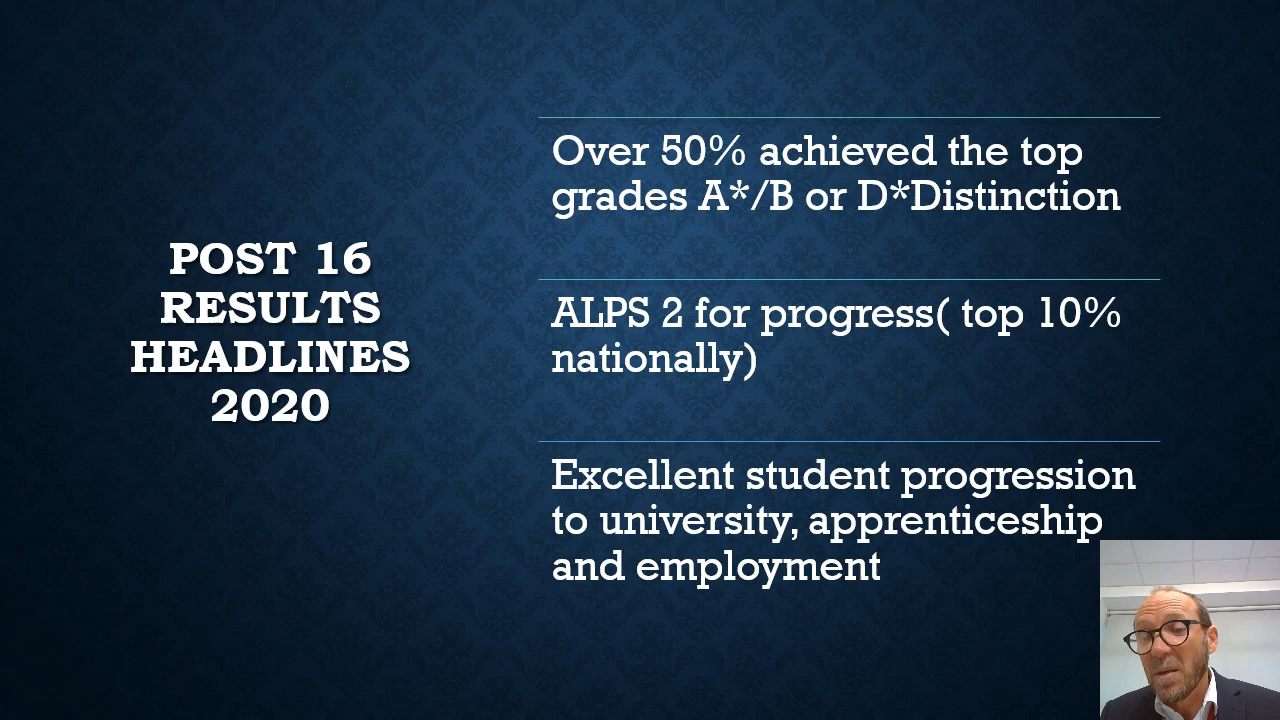 POST 16
RESULTS
HEADLINES
2020
Over 50% achieved the top
grades A*/B or D*Distinction
ALPS 2 for progress( top 10%
nationally)
Excellent student progression
to university, apprenticeship
and employment